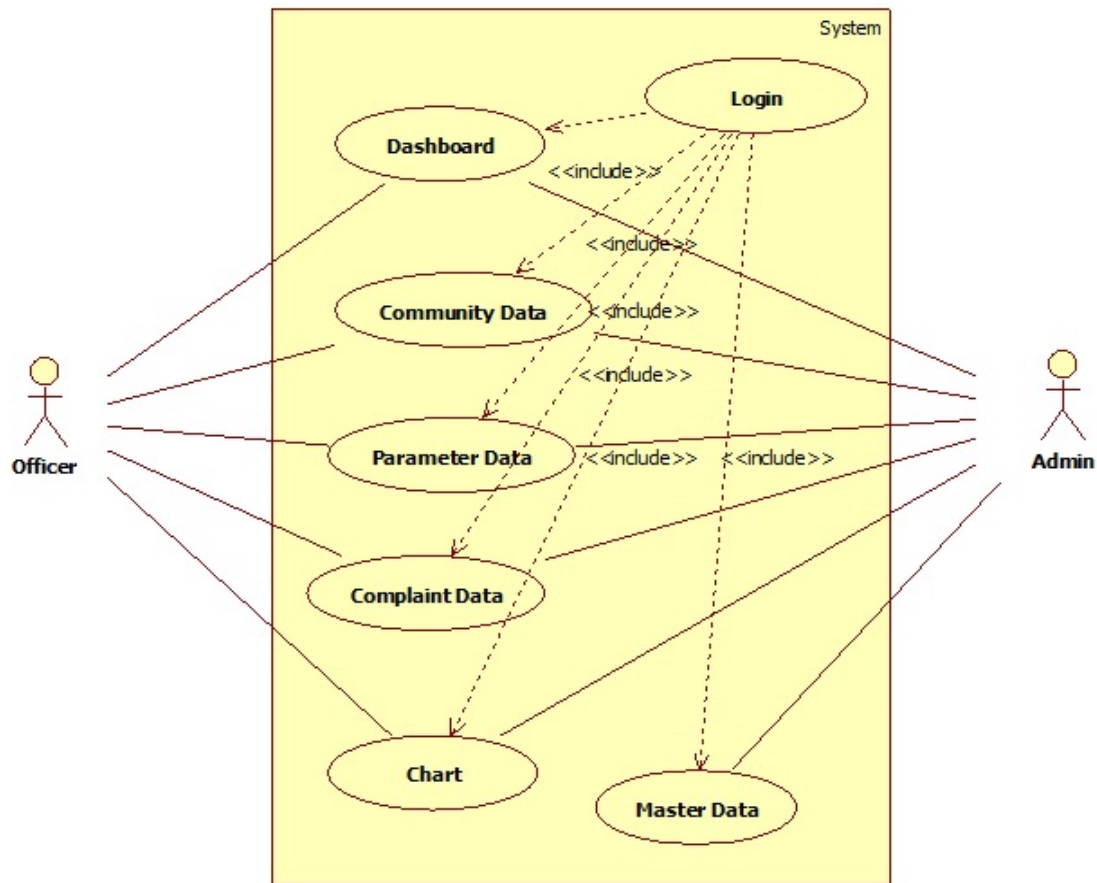 System
Login
Dashboard
<<include>>
<<include>>
Community Data
<<include>>
<<include>>
Officer
Admin
Parameter Data
<<include>>
<<include>>
Complaint Data
Chart
Master Data